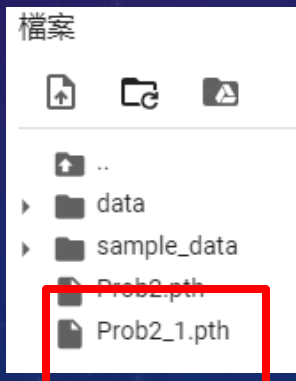 檔案
..
data
sample_data
Prob2.pth
Prob2_1.pth